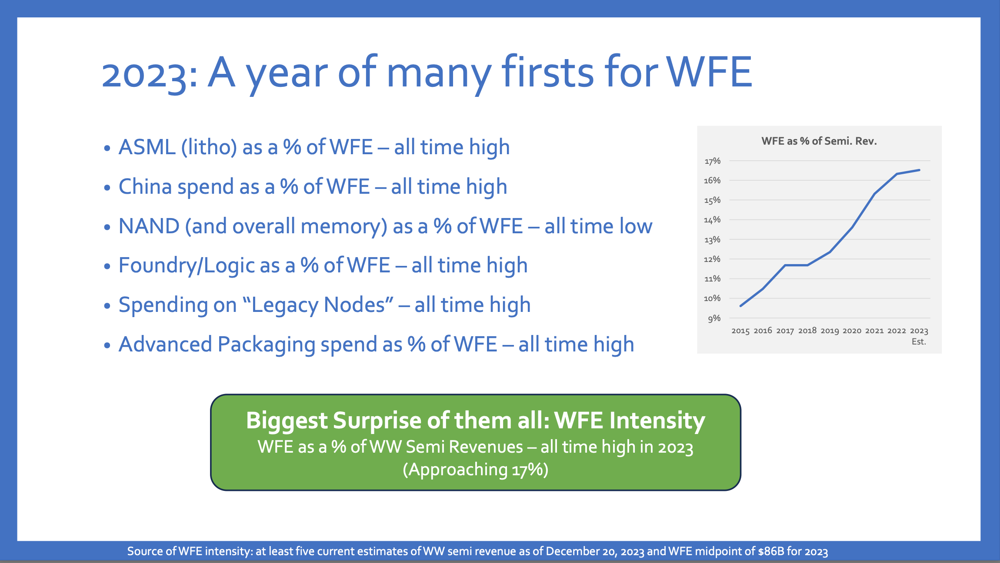 2023: A year of many firsts for WFE
• ASML (litho) as a % of WFE – all time high
• China spend as a % of WFE – all time high
• NAND (and overall memory) as a % of WFE – all time low
• Foundry/Logic as a % of WFE – all time high
• Spending on “Legacy Nodes” – all time high
• Advanced Packaging spend as % of WFE – all time high
WFE as % of Semi. Rev.
17%
16%
15%
14%
13%
12%
11%
10%
9%
2015 2016 2017 2018 2019 2020 2021 2022 2023
Est.
Biggest Surprise of them all: WFE Intensity
WFE as a % of WW Semi Revenues – all time high in 2023
(Approaching 17%)
Source of WFE intensity: at least five current estimates of WW semi revenue as of December 20, 2023 and WFE midpoint of $86B for 2023